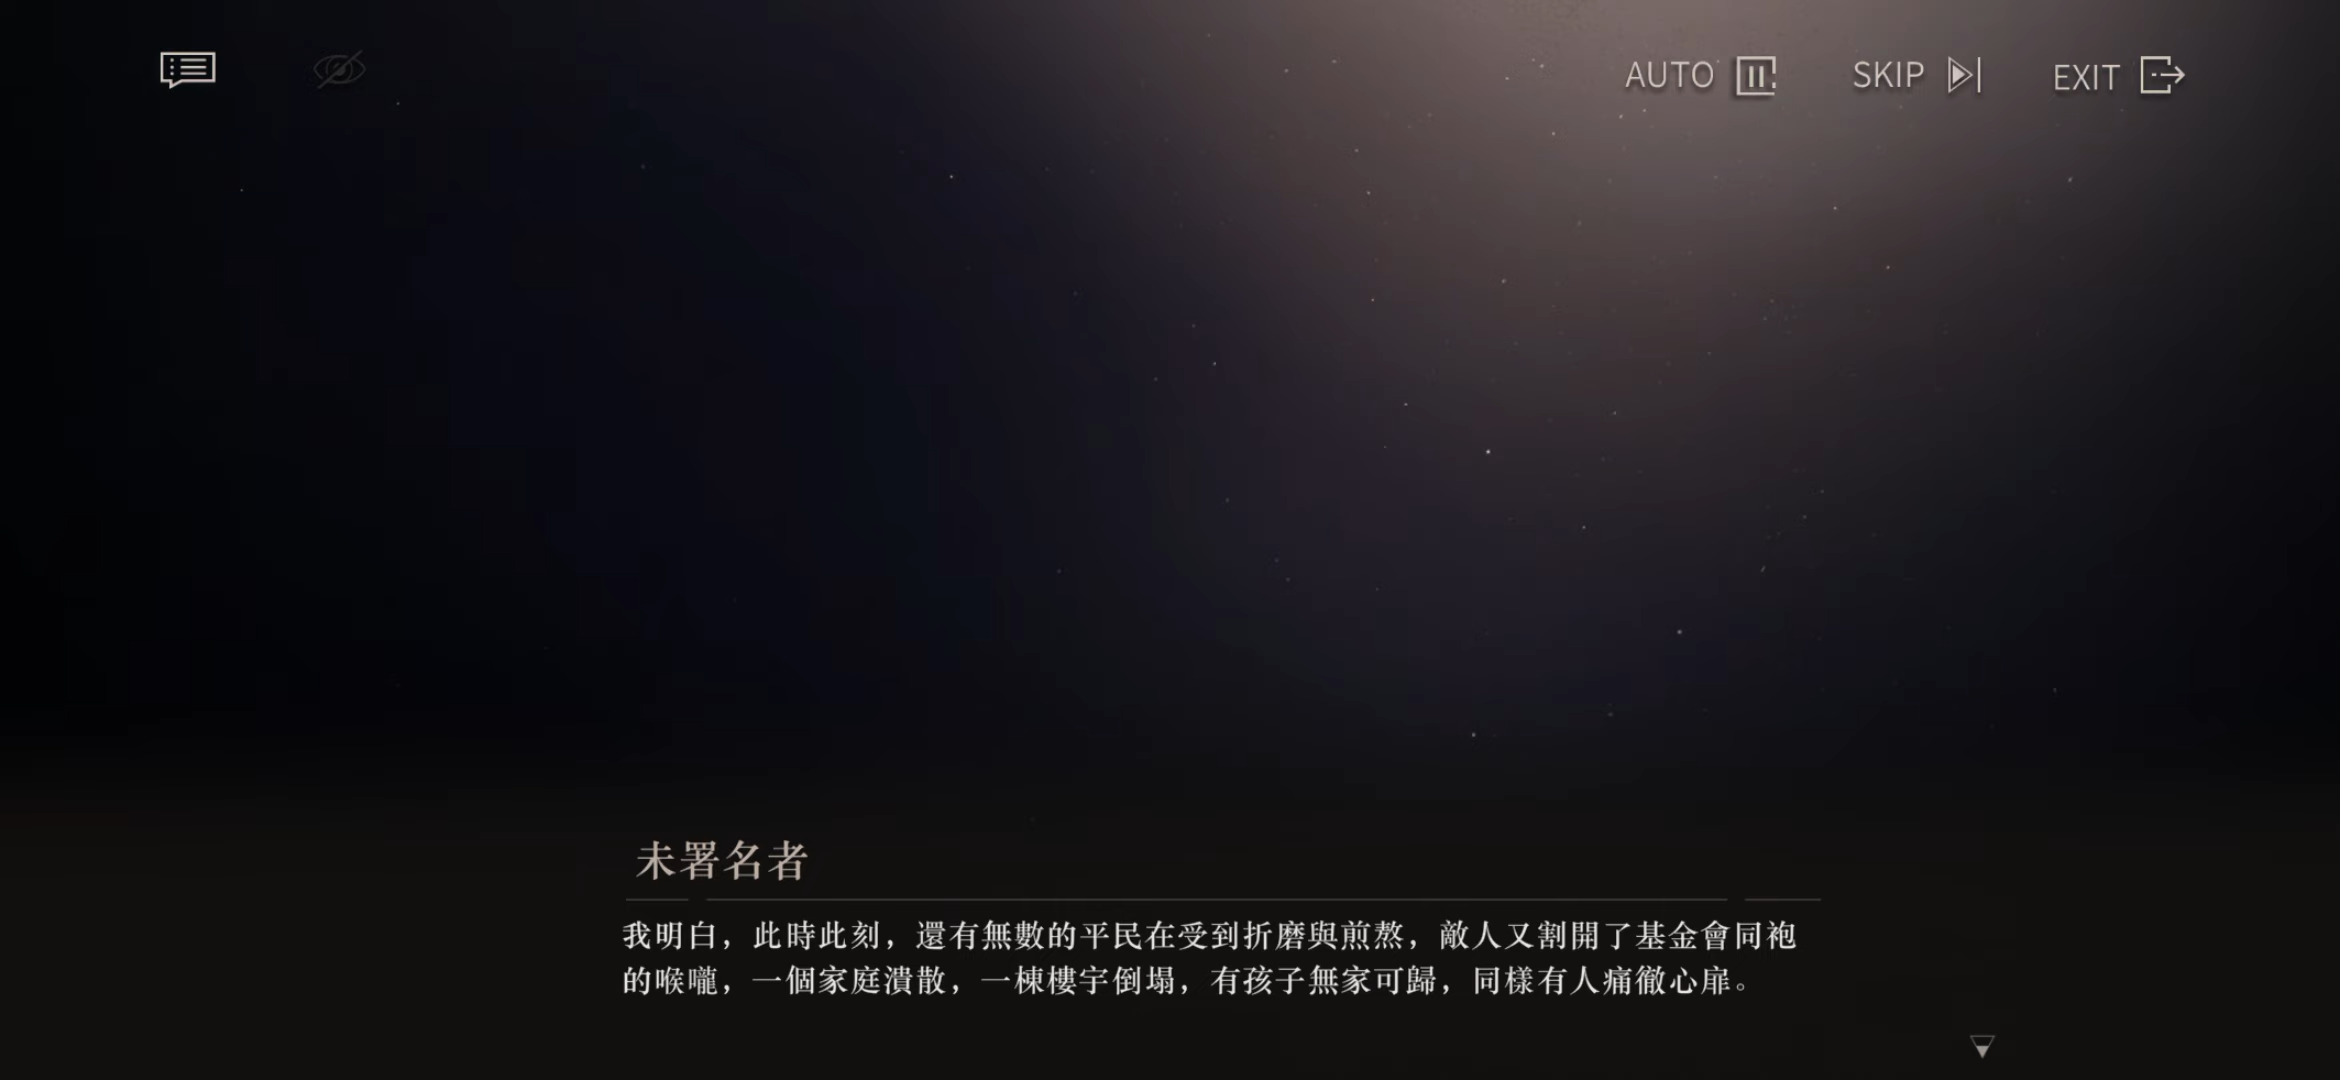 AUTO
SKIP
EXIT
未署名者
我明白，此時此刻，還有無數的平民在受到折磨與煎熬，敵人又割開了基金會同袍
的喉嚨，一個家庭潰散，一棟樓宇倒塌，有孩子無家可歸，同樣有人痛徹心扉。